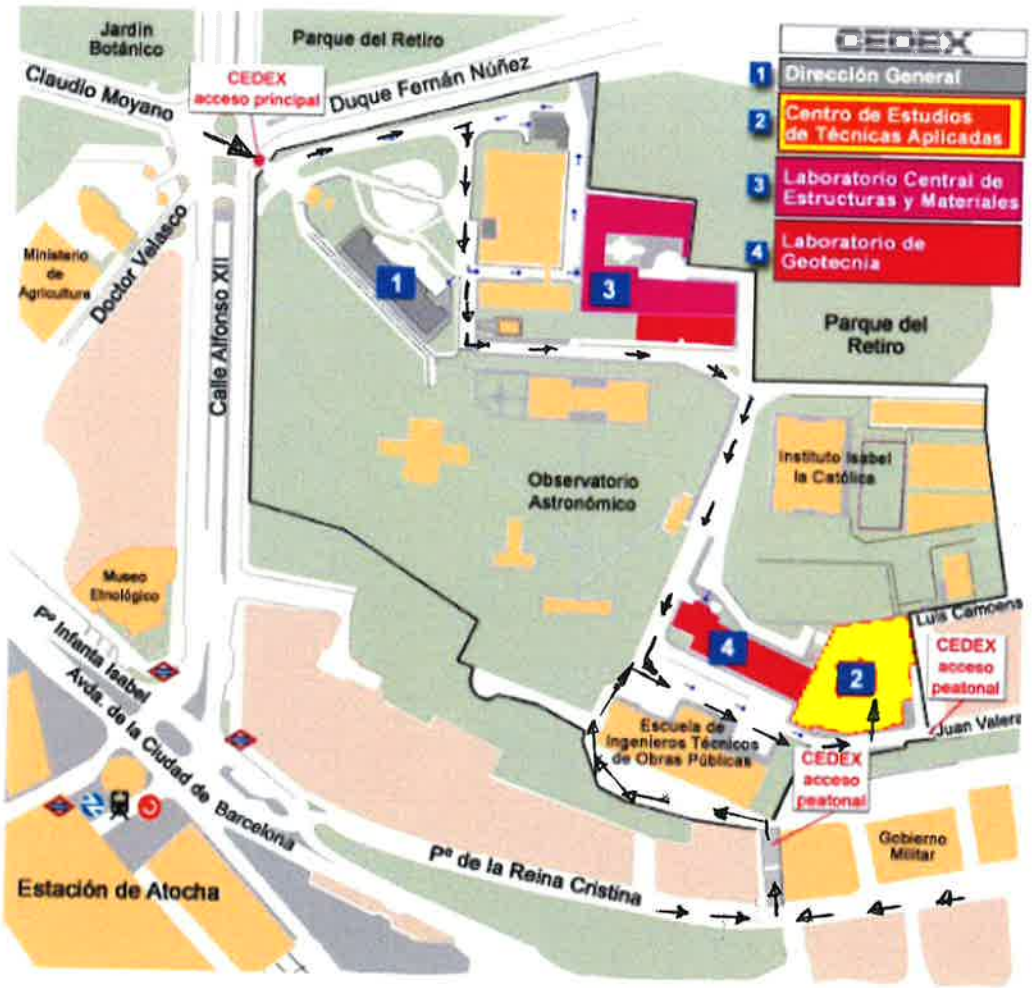 Jardín
Botánico
Parque del Retiro
CEDEX
Claudio Moyano
CEDEX
acceso principal
Duque Fernán Núñez
1 Dirección General
2 Centro de Estudios
de Técnicas Aplicadas
3 Laboratorio Central de
Estructuras y Materiales
4 Laboratorio de
Geotecnia
Ministerio
de
Agricultura
Doctor Velasco
Calle Alfonso XII
1
3
Parque del
Retiro
Observatorio
Astronómico
Instituto Isabel
la Católica
Museo
Etnológico
Luis Camoens
CEDEX
acceso
peatonal
4
2
Pº Infanta Isabel
Avda. de la Ciudad de Barcelona
Escuela de
Ingenieros Técnicos
de Obras Públicas
Juan Valera
CEDEX
acceso
peatonal
Estación de Atocha
Pª de la Reina Cristina
Gobierno
Militar